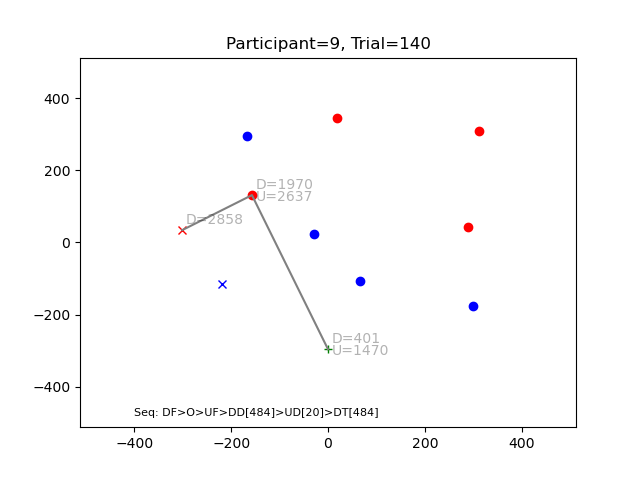 Participant=9, Trial=140
400
200
0
−200
−400
D=1970
U=2637
D=2858
D=401
U=1470
Seq: DF>O>UF>DD[484]>UD[20]>DT[484]
−400
−200
0
200
400